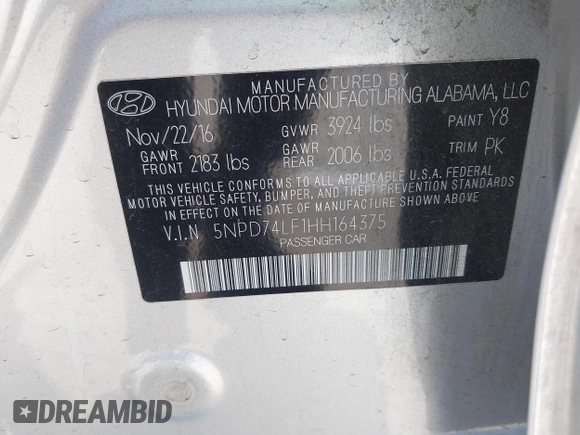 MANUFACTURED BY
HYUNDAI MOTOR MANUFACTURING ALABAMA, LLC
Nov/22/16 GVWR 3924 lbs PAINT Y8
GAWR FRONT 2183 lbs GAWR REAR 2006 lbs TRIM PK
THIS VEHICLE CONFORMS TO ALL APPLICABLE U.S.A. FEDERAL
MOTOR VEHICLE SAFETY, BUMPER, AND THEFT PREVENTION STANDARDS
IN EFFECT ON THE DATE OF MANUFACTURE SHOWN ABOVE.
V.I.N 5NPD74LF1HH164375
PASSENGER CAR
DREAMBID